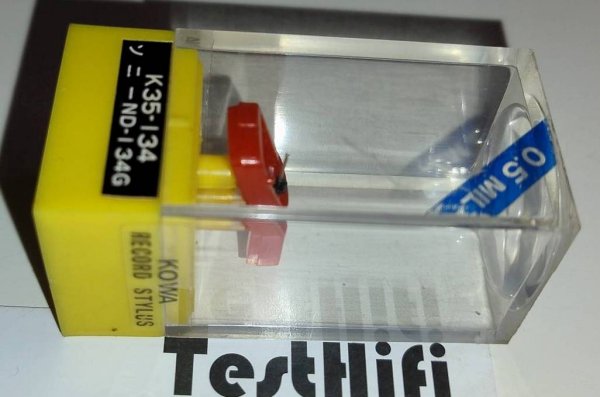 K35-134
ソニーND-134G
KOWA
RECORD STYLUS
0.5 MIL
TestHifi